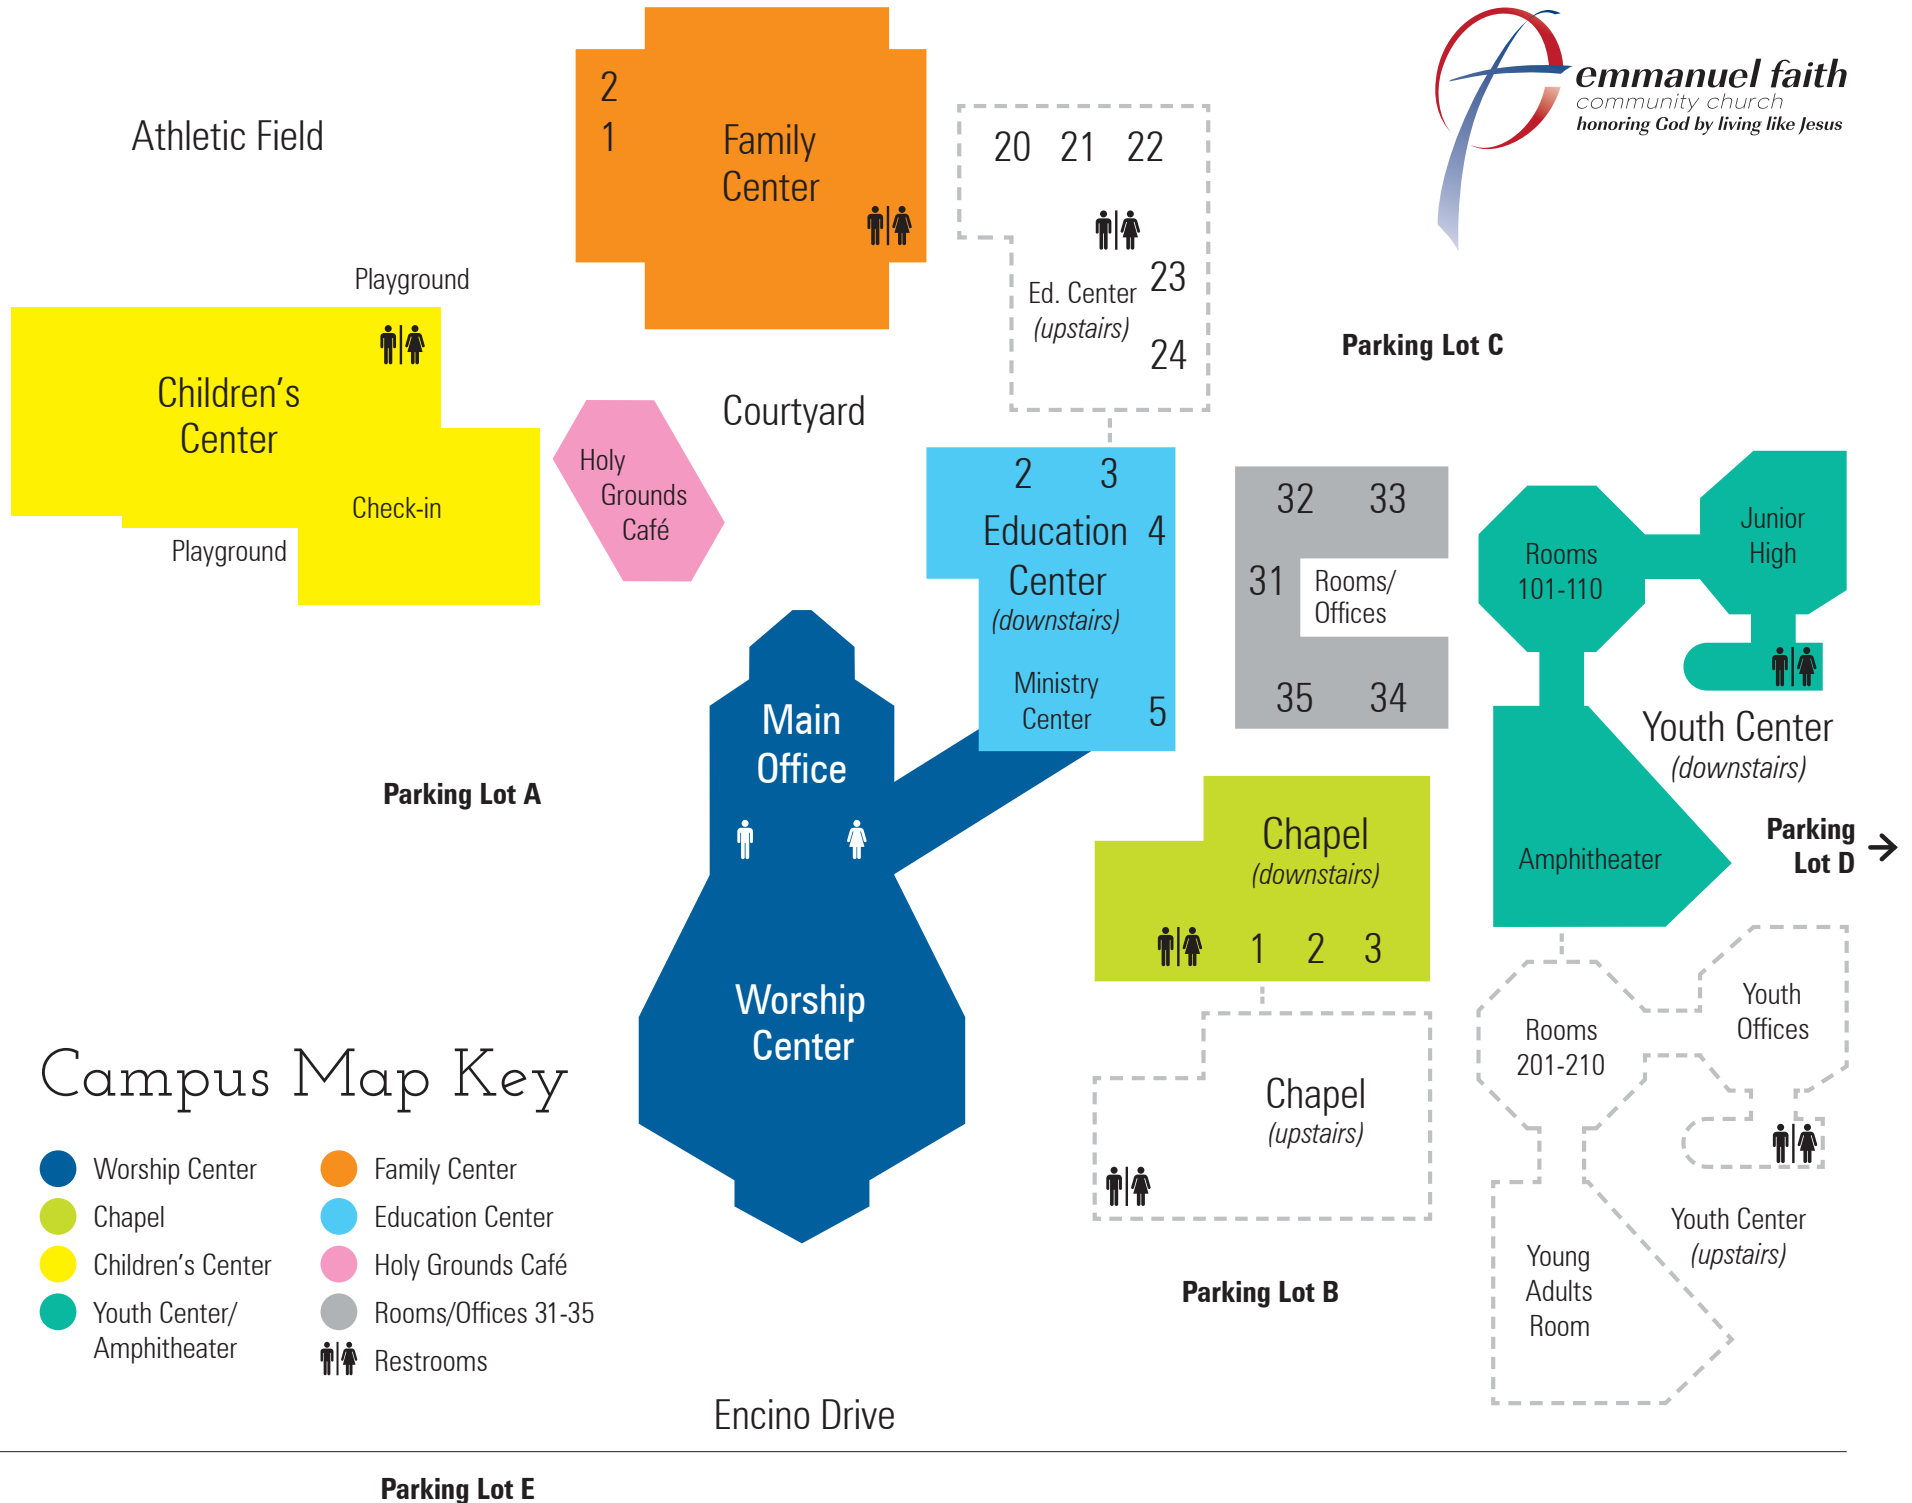 emmanuel faith
community church
honoring God by living like Jesus
Athletic Field
2
1
Family
Center
20 21 22
23
Ed. Center
(upstairs)
24
Playground
Parking Lot C
Children's
Center
Check-in
Playground
Courtyard
Holy
Grounds
Café
2 3
Education 4
Center
(downstairs)
Ministry
Center
5
32 33
31
Rooms/
Offices
35 34
Rooms
101-110
Junior
High
Youth Center
(downstairs)
Amphitheater
Parking
Lot D
Main
Office
Parking Lot A
Worship
Center
Chapel
(downstairs)
1 2 3
Chapel
(upstairs)
Rooms
201-210
Youth
Offices
Youth Center
(upstairs)
Young
Adults
Room
Parking Lot B
Campus Map Key
Worship Center
Chapel
Children's Center
Youth Center/
Amphitheater
Family Center
Education Center
Holy Grounds Café
Rooms/Offices 31-35
Restrooms
Encino Drive
Parking Lot E